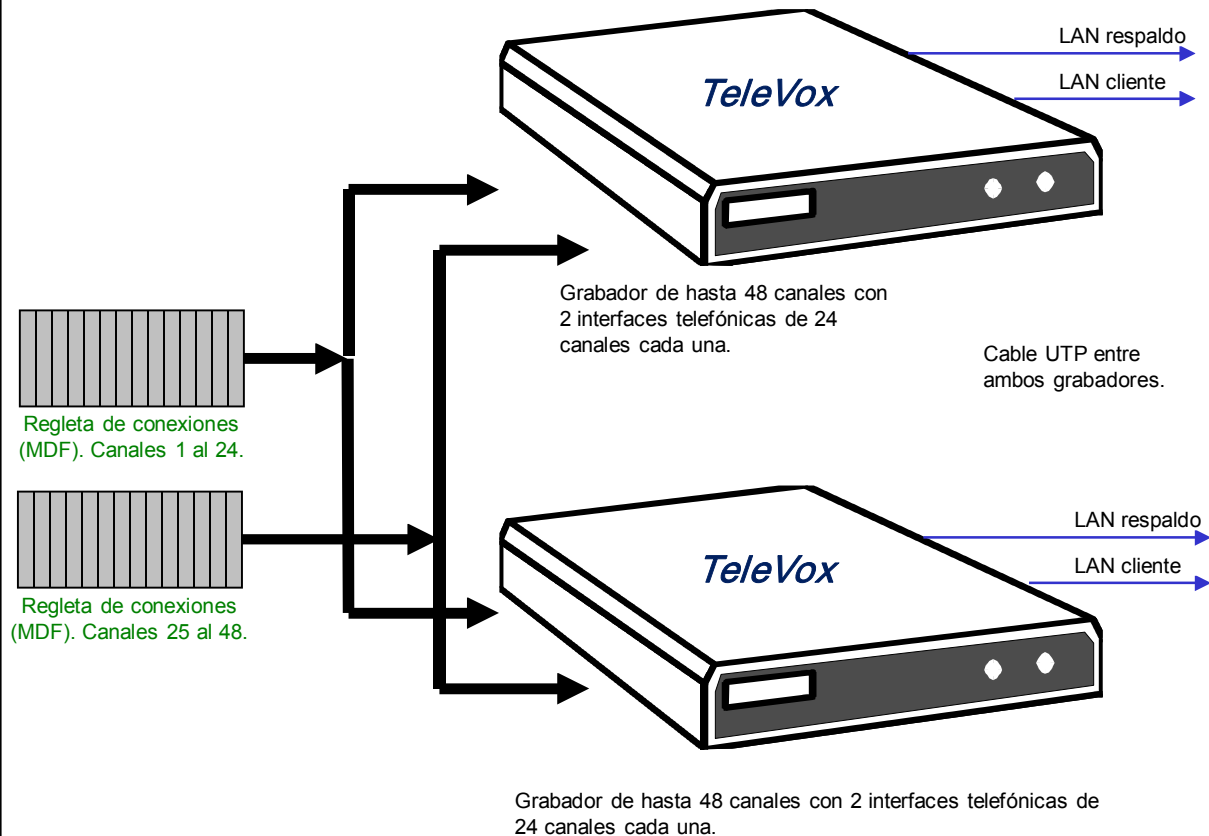 LAN respaldo
LAN cliente
TeleVox
Grabador de hasta 48 canales con
2 interfaces telefónicas de 24
canales cada una.
Cable UTP entre
ambos grabadores.
Regleta de conexiones
(MDF). Canales 1 al 24.
LAN respaldo
LAN cliente
TeleVox
Regleta de conexiones
(MDF). Canales 25 al 48.
Grabador de hasta 48 canales con 2 interfaces telefónicas de
24 canales cada una.